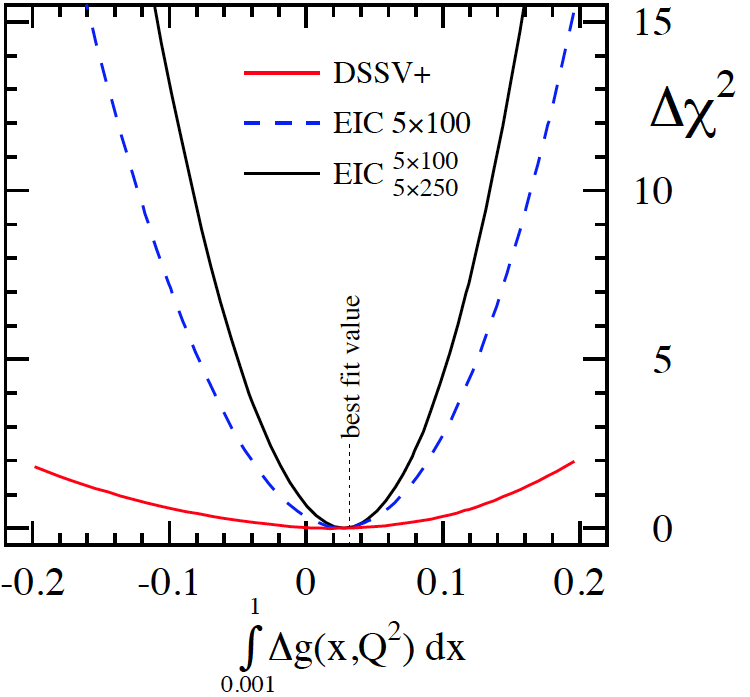 15
Δχ²
DSSV+
EIC 5×100
EIC 5×100
5×250
10
best fit value
5
0
-0.2 -0.1 0 0.1 0.2
1
∫ Δg(x,Q²) dx
0.001